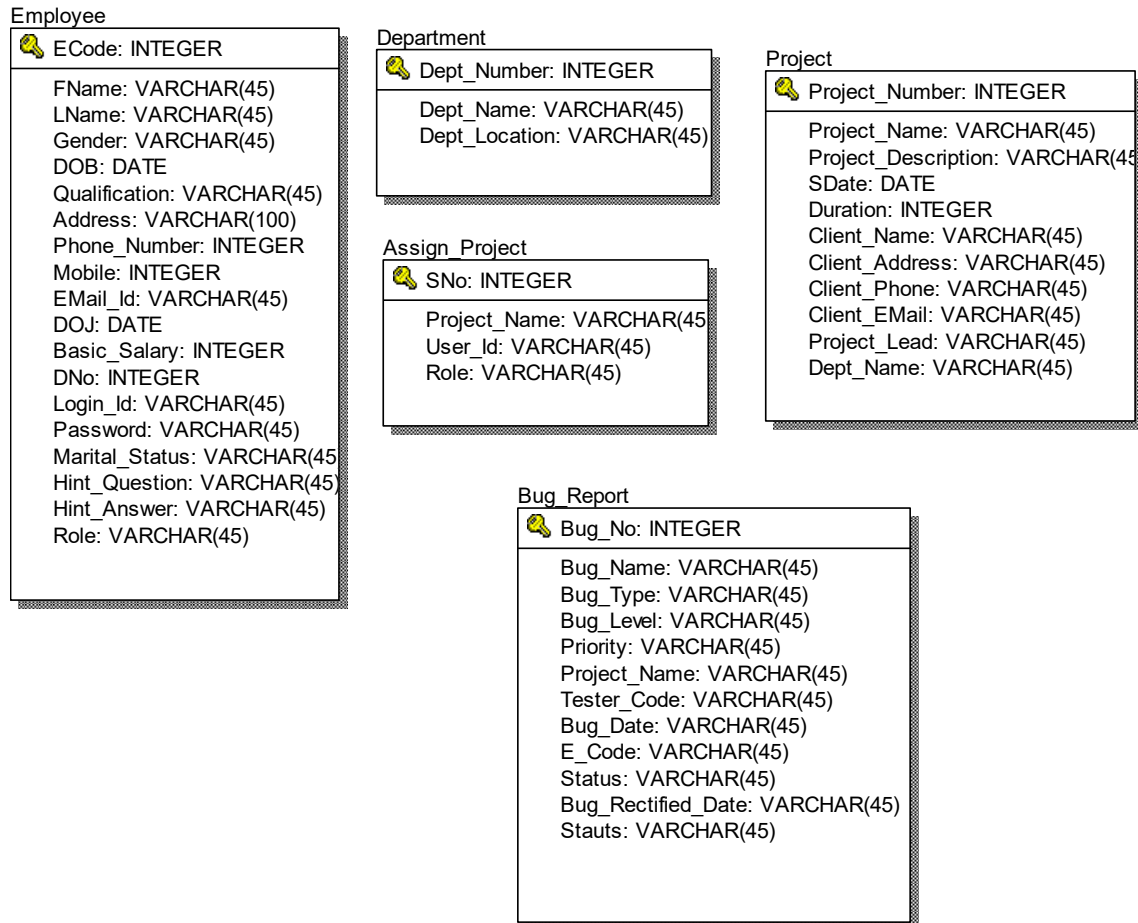 Employee
ECode: INTEGER
FName: VARCHAR(45)
LName: VARCHAR(45)
Gender: VARCHAR(45)
DOB: DATE
Qualification: VARCHAR(45)
Address: VARCHAR(100)
Phone_Number: INTEGER
Mobile: INTEGER
EMail_Id: VARCHAR(45)
DOJ: DATE
Basic_Salary: INTEGER
DNo: INTEGER
Login_Id: VARCHAR(45)
Password: VARCHAR(45)
Marital_Status: VARCHAR(45
Hint_Question: VARCHAR(45)
Hint_Answer: VARCHAR(45)
Role: VARCHAR(45)
Department
Dept_Number: INTEGER
Dept_Name: VARCHAR(45)
Dept_Location: VARCHAR(45)
Assign_Project
SNo: INTEGER
Project_Name: VARCHAR(45
User_Id: VARCHAR(45)
Role: VARCHAR(45)
Project
Project_Number: INTEGER
Project_Name: VARCHAR(45)
Project_Description: VARCHAR(45
SDate: DATE
Duration: INTEGER
Client_Name: VARCHAR(45)
Client_Address: VARCHAR(45)
Client_Phone: VARCHAR(45)
Client_EMail: VARCHAR(45)
Project_Lead: VARCHAR(45)
Dept_Name: VARCHAR(45)
Bug_Report
Bug_No: INTEGER
Bug_Name: VARCHAR(45)
Bug_Type: VARCHAR(45)
Bug_Level: VARCHAR(45)
Priority: VARCHAR(45)
Project_Name: VARCHAR(45)
Tester_Code: VARCHAR(45)
Bug_Date: VARCHAR(45)
E_Code: VARCHAR(45)
Status: VARCHAR(45)
Bug_Rectified_Date: VARCHAR(45)
Stauts: VARCHAR(45)